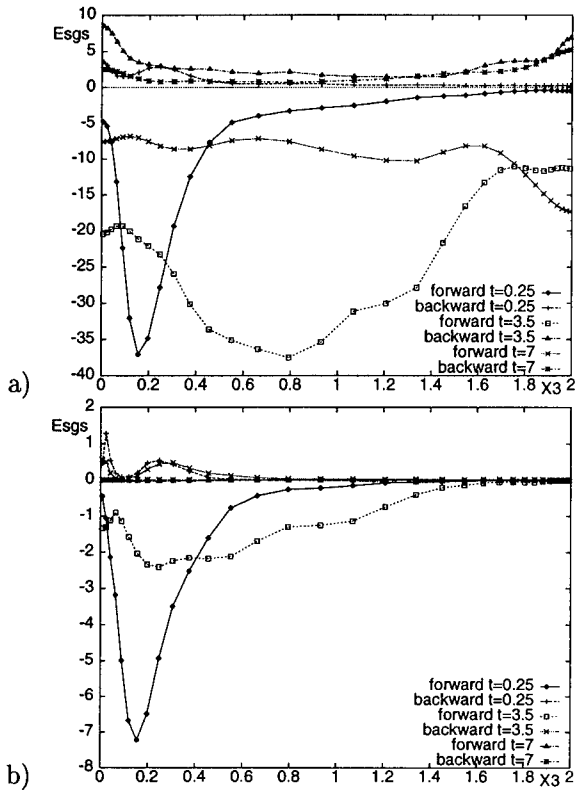 Esgs
10
5
0
-5
-10
-15
-20
-25
-30
-35
-40
forward t=0.25
backward t=0.25
forward t=3.5
backward t=3.5
forward t=7
backward t=7
a)
0 0.2 0.4 0.6 0.8 1 1.2 1.4 1.6 1.8 X3 2
Esgs
2
1
0
-1
-2
-3
-4
-5
-6
-7
-8
forward t=0.25
backward t=0.25
forward t=3.5
backward t=3.5
forward t=7
backward t=7
b)
0 0.2 0.4 0.6 0.8 1 1.2 1.4 1.6 1.8 X3 2